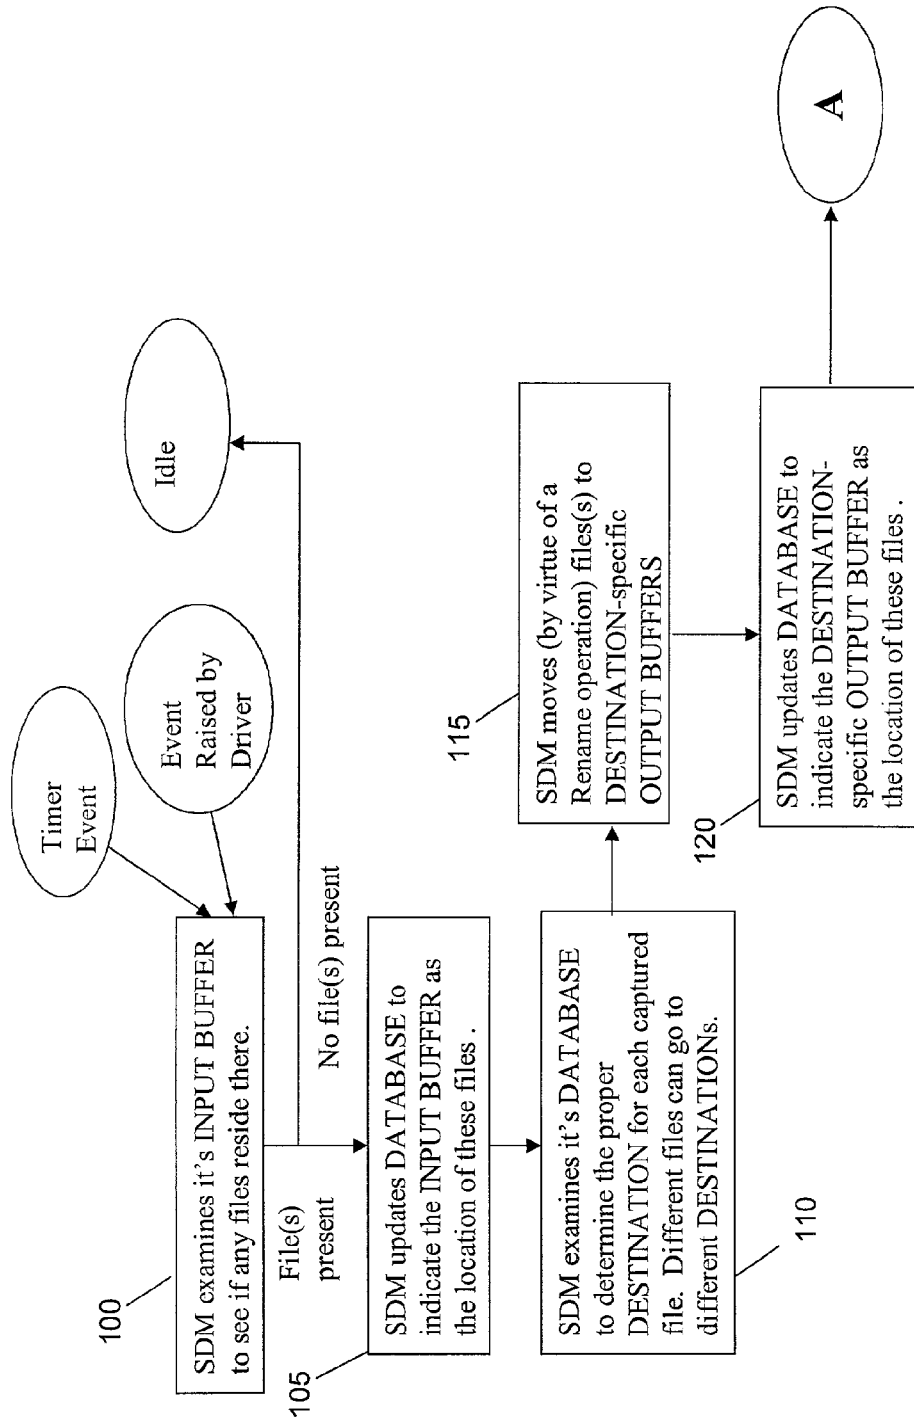 Timer
Event
Event
Raised by
Driver
Idle
100
SDM examines it's INPUT BUFFER
to see if any files reside there.
File(s)
present
No file(s) present
105
SDM updates DATABASE to
indicate the INPUT BUFFER as
the location of these files .
110
SDM examines it's DATABASE
to determine the proper
DESTINATION for each captured
file. Different files can go to
different DESTINATIONs.
115
SDM moves (by virtue of a
Rename operation) files(s) to
DESTINATION-specific
OUTPUT BUFFERS
120
SDM updates DATABASE to
indicate the DESTINATION-
specific OUTPUT BUFFER as
the location of these files .
A